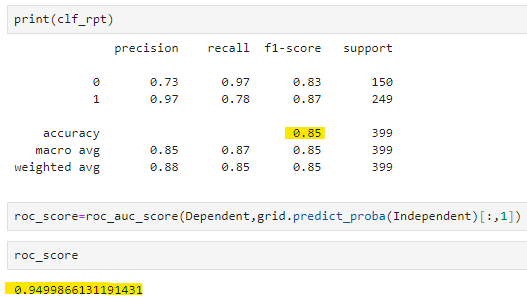 print(clf_rpt)
precision recall f1-score support
0 0.73 0.97 0.83 150
1 0.97 0.78 0.87 249
accuracy 0.85 399
macro avg 0.85 0.87 0.85 399
weighted avg 0.88 0.85 0.85 399
roc_score=roc_auc_score(Dependent,grid.predict_proba(Independent)[:,1])
roc_score
0.9499866131191431